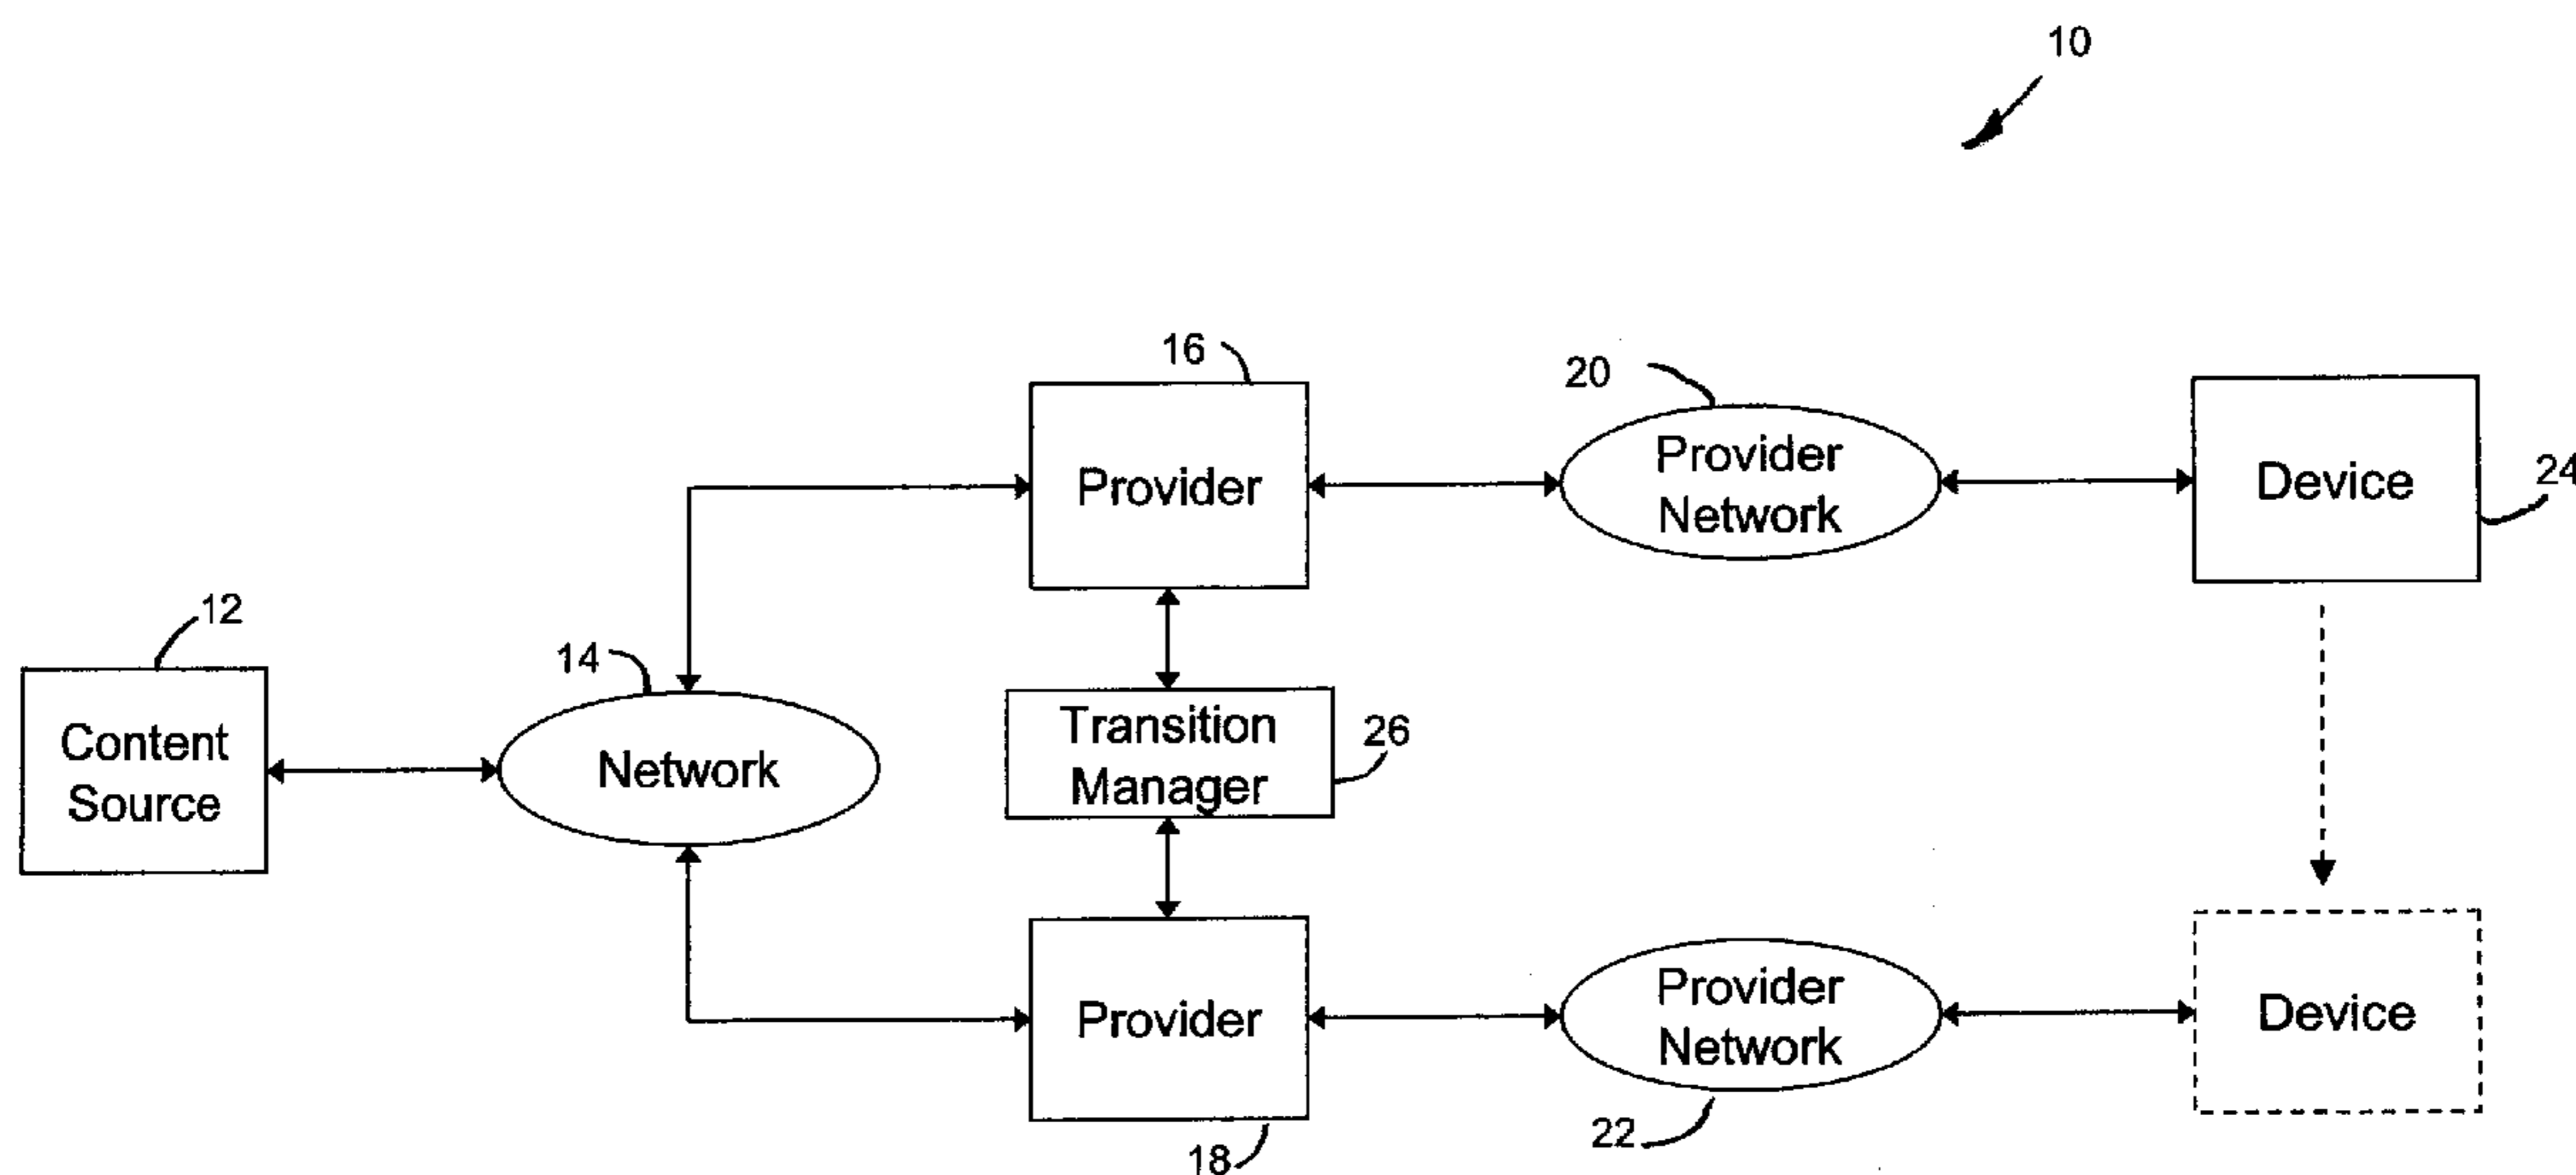 10
16
20
Provider
Provider
Network
Device
24
12
14
Content
Source
Network
Transition
Manager
26
Provider
Provider
Network
Device
18
22